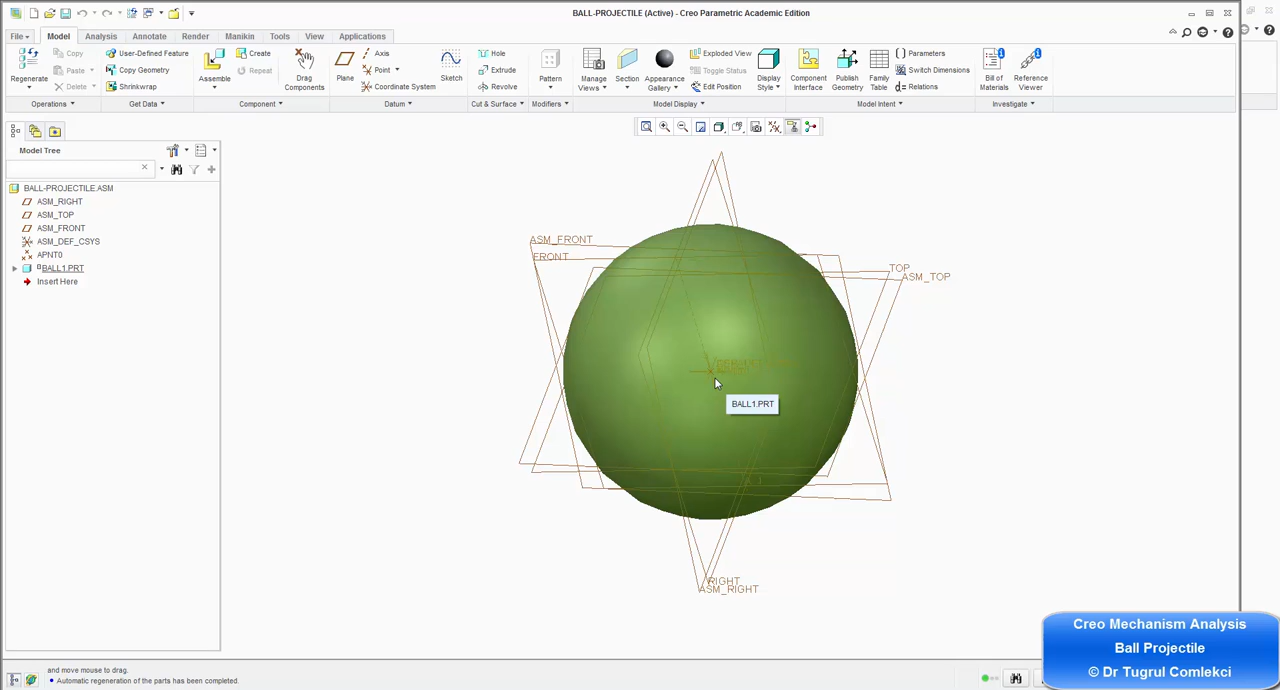 BALL-PROJECTILE (Active) - Creo Parametric Academic Edition
File
Model
Analysis
Annotate
Render
Manikin
Tools
View
Applications
Regenerate
Copy
Paste
Delete
User-Defined Feature
Copy Geometry
Shrinkwrap
Assemble
Create
Repeat
Drag
Components
Plane
Axis
Point
Coordinate System
Sketch
Hole
Extrude
Revolve
Pattern
Manage
Views
Section
Appearance
Gallery
Exploded View
Toggle Status
Edit Position
Display
Style
Component
Interface
Publish
Geometry
Family
Table
Parameters
Switch Dimensions
d= Relations
Bill of
Materials
Reference
Viewer
Operations
Get Data
Component
Datum
Cut & Surface
Modifiers
Model Display
Model Intent
Investigate
Model Tree
BALL-PROJECTILE.ASM
ASM_RIGHT
ASM_TOP
ASM_FRONT
ASM_DEF_CSYS
APNT0
BALL1.PRT
Insert Here
ASM_FRONT
FRONT
TOP
ASM_TOP
BALL1.PRT
RIGHT
ASM_RIGHT
and move mouse to drag.
• Automatic regeneration of the parts has been completed.
Creo Mechanism Analysis
Ball Projectile
© Dr Tugrul Comlekci